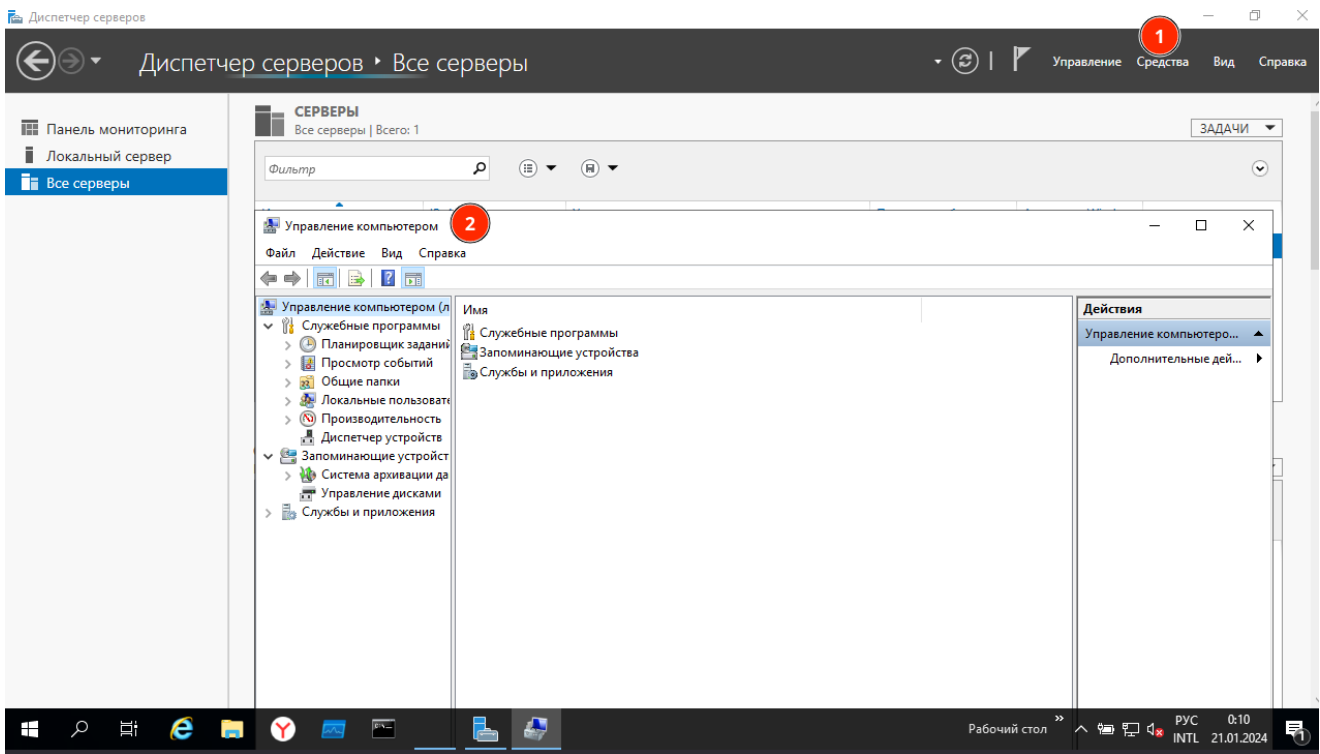 Диспетчер серверов
1
Диспетчер серверов Все серверы
Управление Средства Вид Справка
Панель мониторинга
Локальный сервер
Все серверы
СЕРВЕРЫ
Все серверы | Всего: 1
ЗАДАЧИ
Фильтр
Управление компьютером
2
Файл Действие Вид Справка
Управление компьютером (л
Служебные программы
Планировщик заданий
Просмотр событий
Общие папки
Локальные пользовате
Производительность
Диспетчер устройств
Запоминающие устройст
Система архивации да
Управление дисками
Службы и приложения
Имя
Служебные программы
Запоминающие устройства
Службы и приложения
Действия
Управление компьютеро...
Дополнительные дей...
Рабочий стол
РУС
INTL
0:10
21.01.2024
1